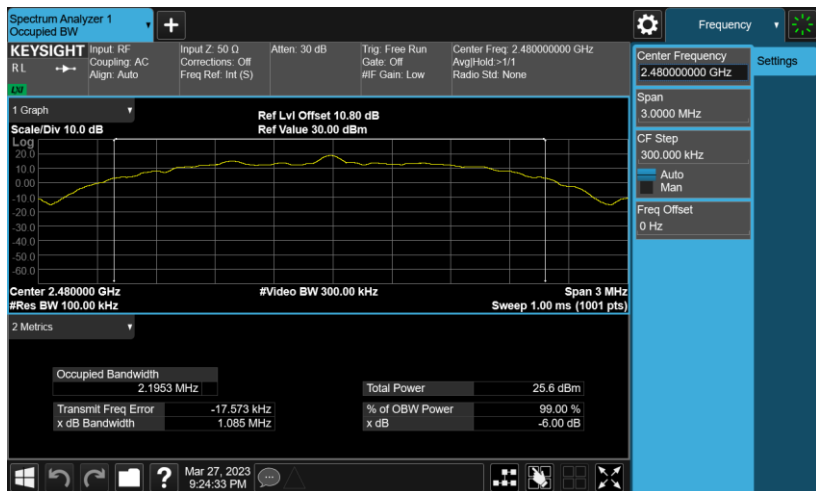 Spectrum Analyzer 1
Occupied BW
Frequency
KEYSIGHT
RL
LXI
Input: RF
Coupling: AC
Align: Auto
Input Z: 50 Ω
Corrections: Off
Freq Ref: Int (S)
Atten: 30 dB
Trig: Free Run
Gate: Off
#IF Gain: Low
Center Freq: 2.480000000 GHz
Avg|Hold:>1/1
Radio Std: None
Center Frequency
2.480000000 GHz
Settings
Span
3.0000 MHz
CF Step
300.000 kHz
Auto
Man
Freq Offset
0 Hz
1 Graph
Scale/Div 10.0 dB
Ref Lvl Offset 10.80 dB
Ref Value 30.00 dBm
Log
20.0
10.0
0.00
-10.0
-20.0
-30.0
-40.0
-50.0
-60.0
Center 2.480000 GHz
#Res BW 100.00 kHz
#Video BW 300.00 kHz
Span 3 MHz
Sweep 1.00 ms (1001 pts)
2 Metrics
Occupied Bandwidth
2.1953 MHz
Total Power 25.6 dBm
Transmit Freq Error -17.573 kHz
% of OBW Power 99.00 %
x dB Bandwidth 1.085 MHz
x dB -6.00 dB
?
Mar 27, 2023
9:24:33 PM